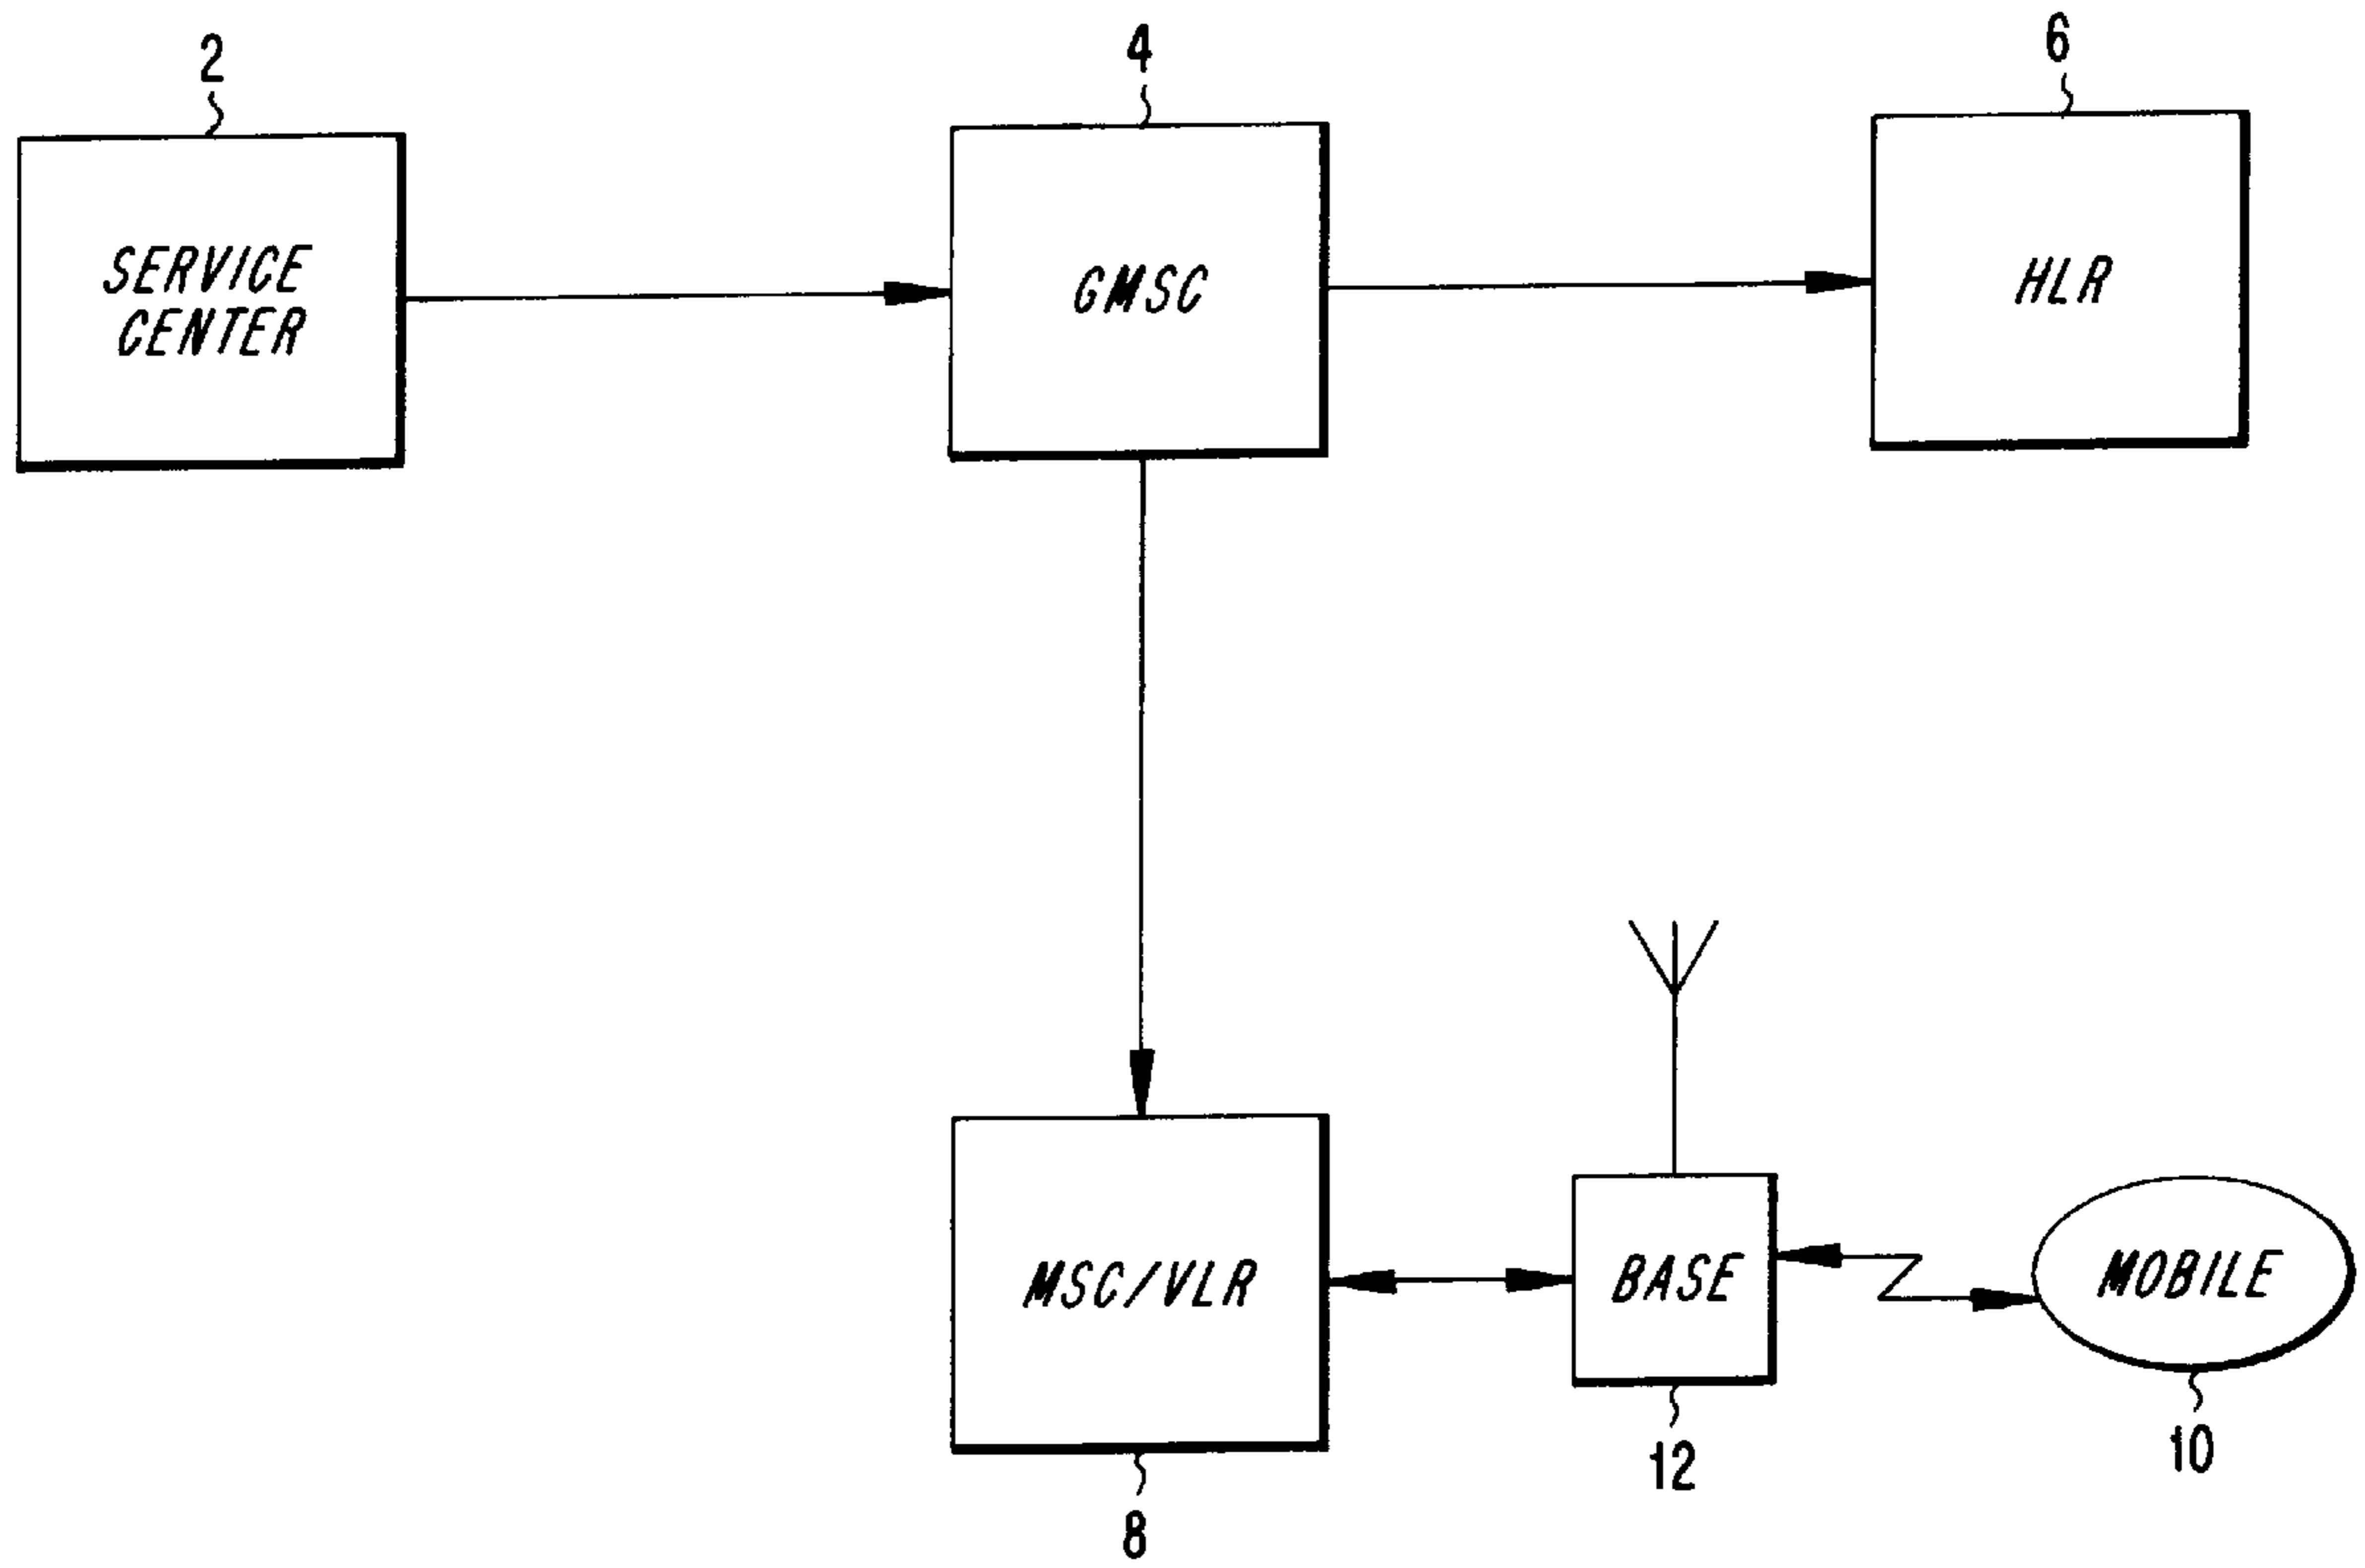 2
4
6
SERVICE
CENTER
GMSC
HLR
MSC/VLR
BASE
MOBILE
8
12
10